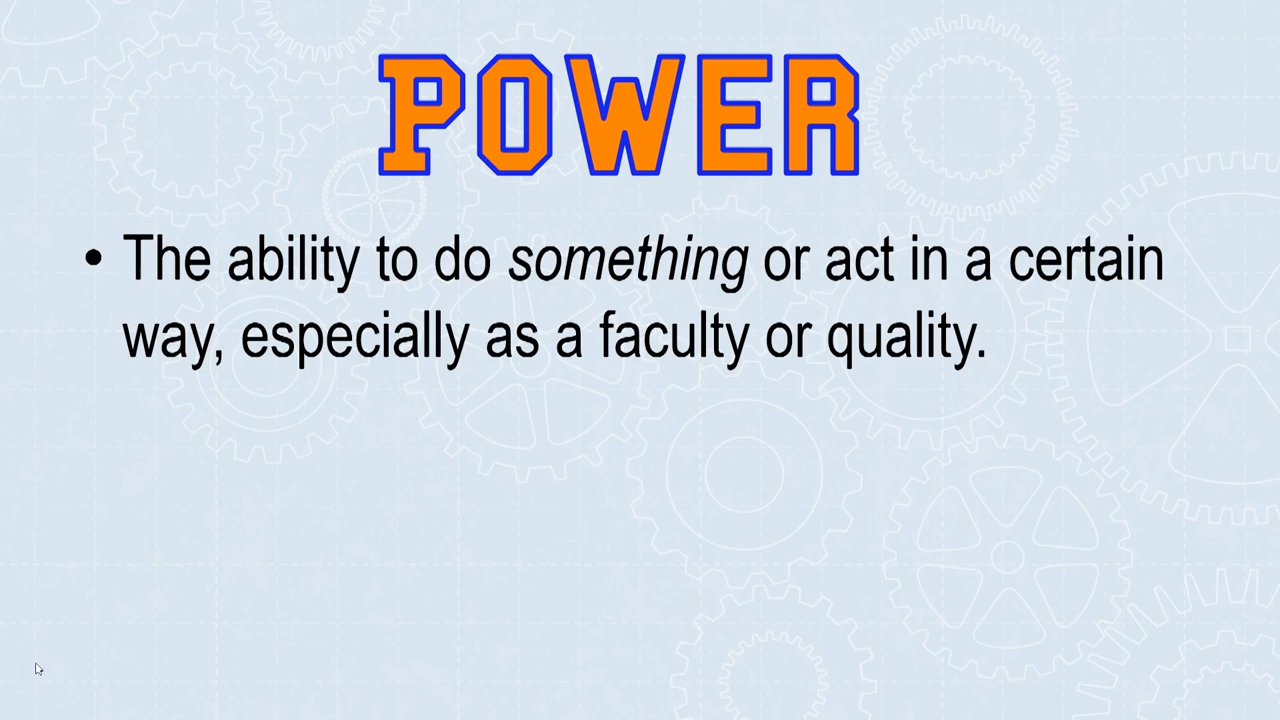 POWER
• The ability to do something or act in a certain
way, especially as a faculty or quality.